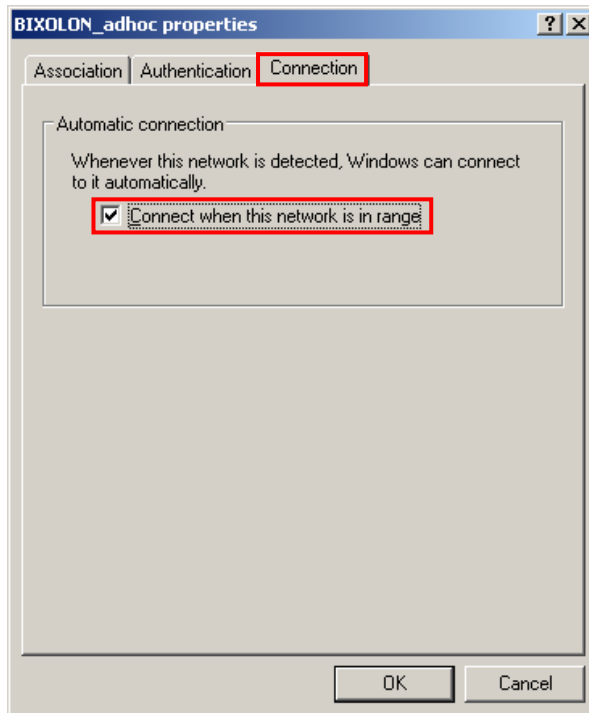 BIXOLON_adhoc properties
Association Authentication Connection
Automatic connection
Whenever this network is detected, Windows can connect
to it automatically.
Connect when this network is in range
OK Cancel